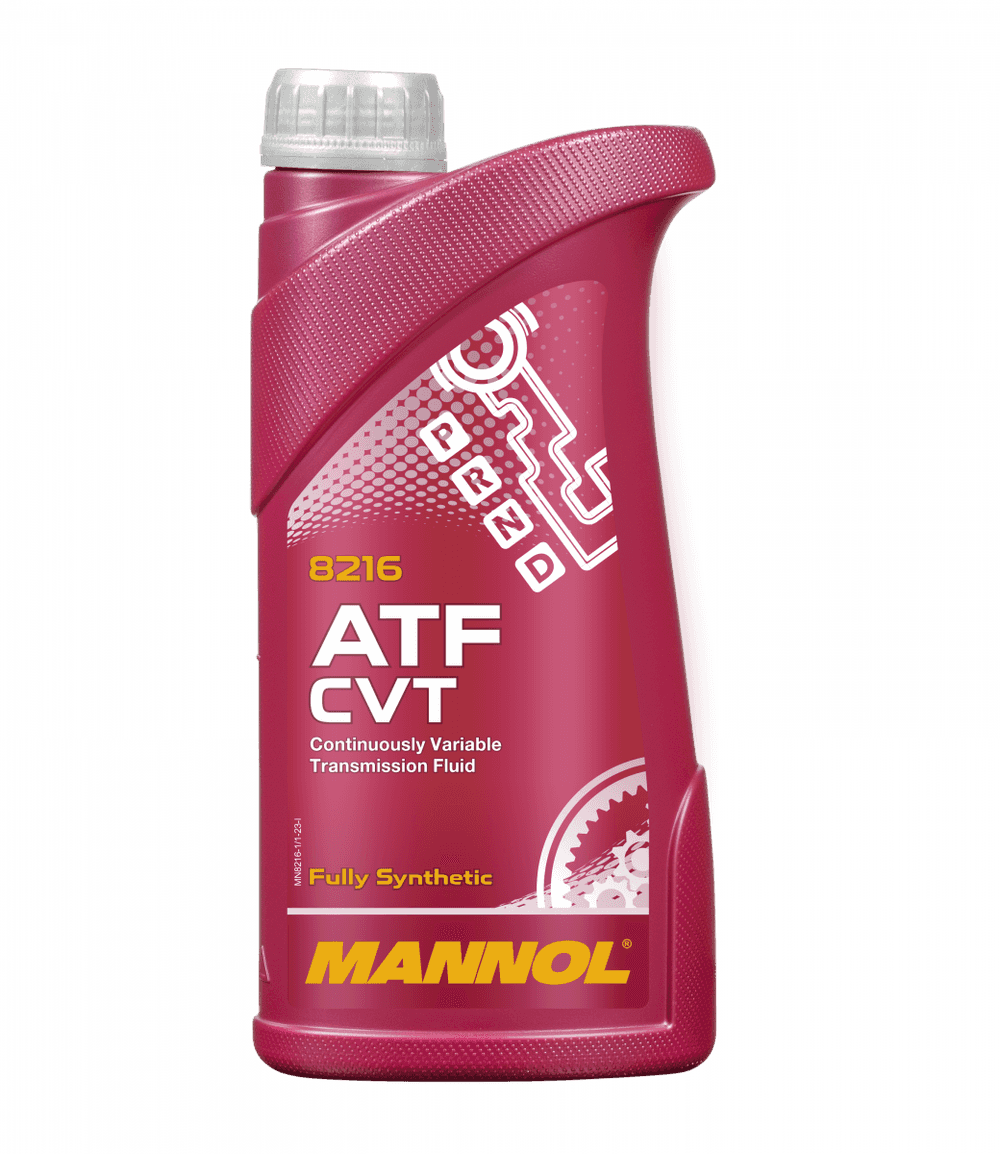 P
R
N
D
8216
ATF
CVT
Continuously Variable
Transmission Fluid
MN8216-1/1-23-I
Fully Synthetic
MANNOL®